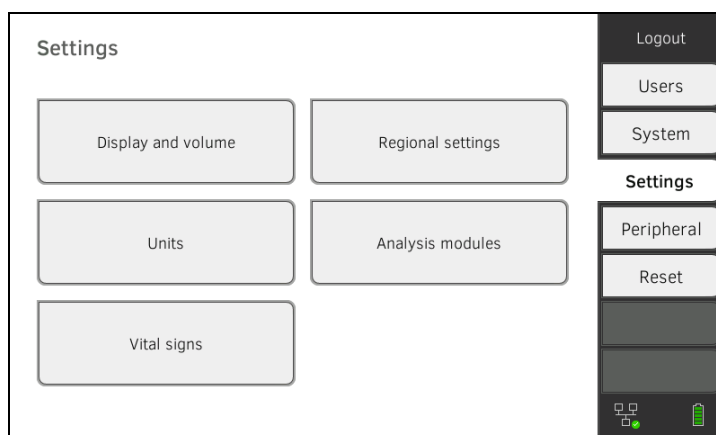 Settings
Display and volume
Regional settings
Units
Analysis modules
Vital signs
Logout
Users
System
Settings
Peripheral
Reset